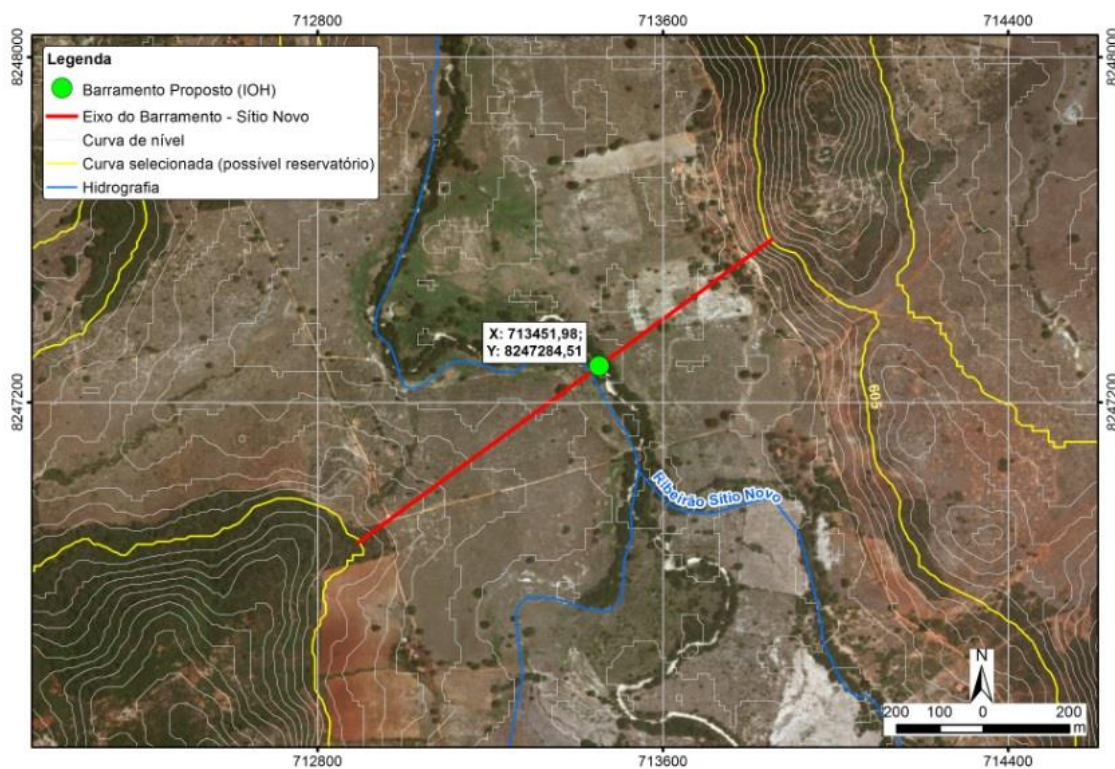 712800 713600 714400
8248000 8248000
Legenda
Barramento Proposto (IOH)
Eixo do Barramento - Sítio Novo
Curva de nível
Curva selecionada (possível reservatório)
Hidrografia
X: 713451,98;
Y: 8247284,51
8247200 8247200
605
Ribeirão Sítio Novo
N
200 100 0 200
m
712800 713600 714400